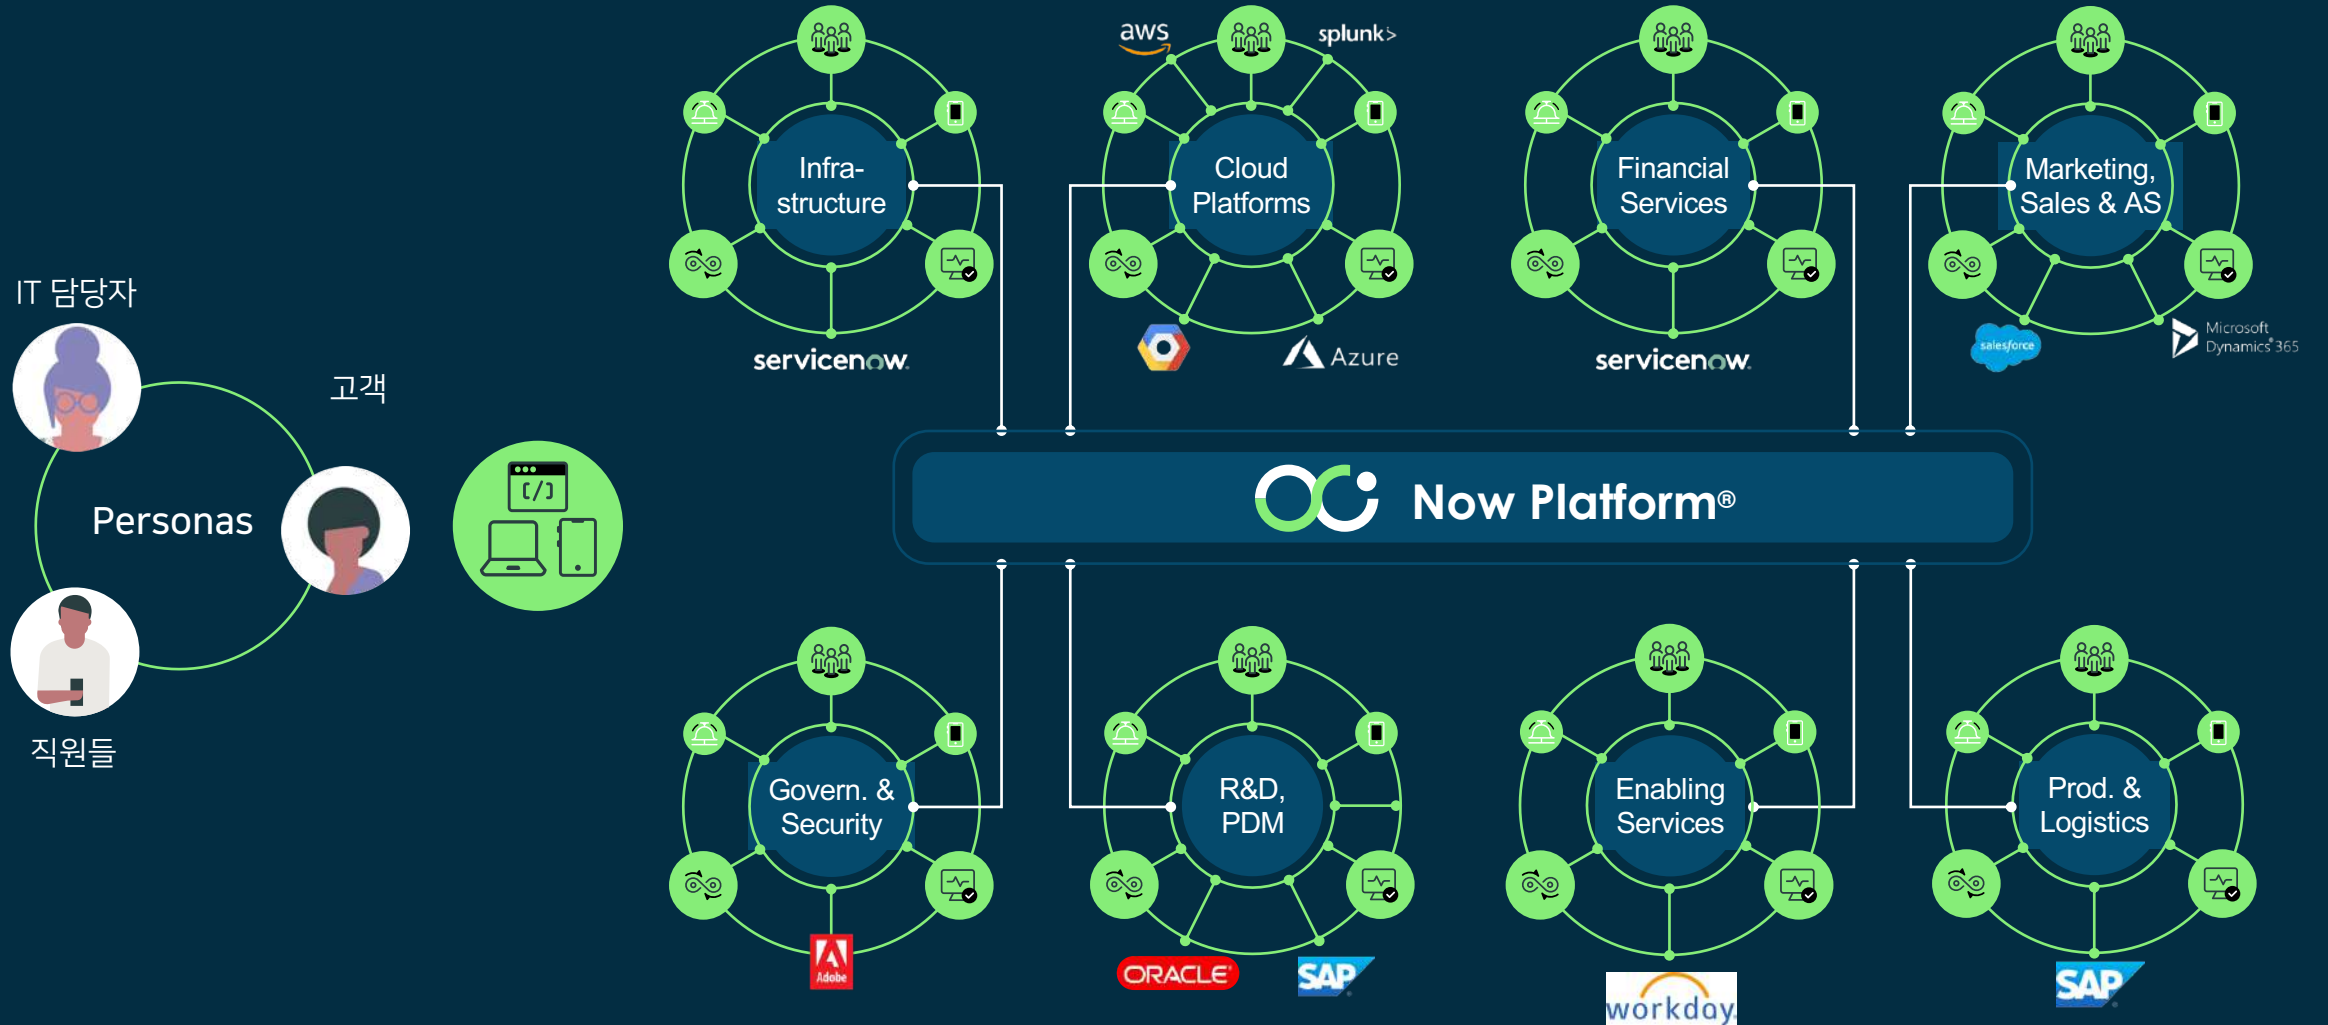 IT 담당자
고객
Personas
직원들
[/]
Infra-
structure
servicenow.
aws
splunk>
Cloud
Platforms
Azure
Financial
Services
servicenow.
Marketing,
Sales & AS
salesforce
Microsoft
Dynamics® 365
Now Platform®
Govern. &
Security
Adobe
R&D,
PDM
ORACLE®
SAP
Enabling
Services
workday.
Prod. &
Logistics
SAP